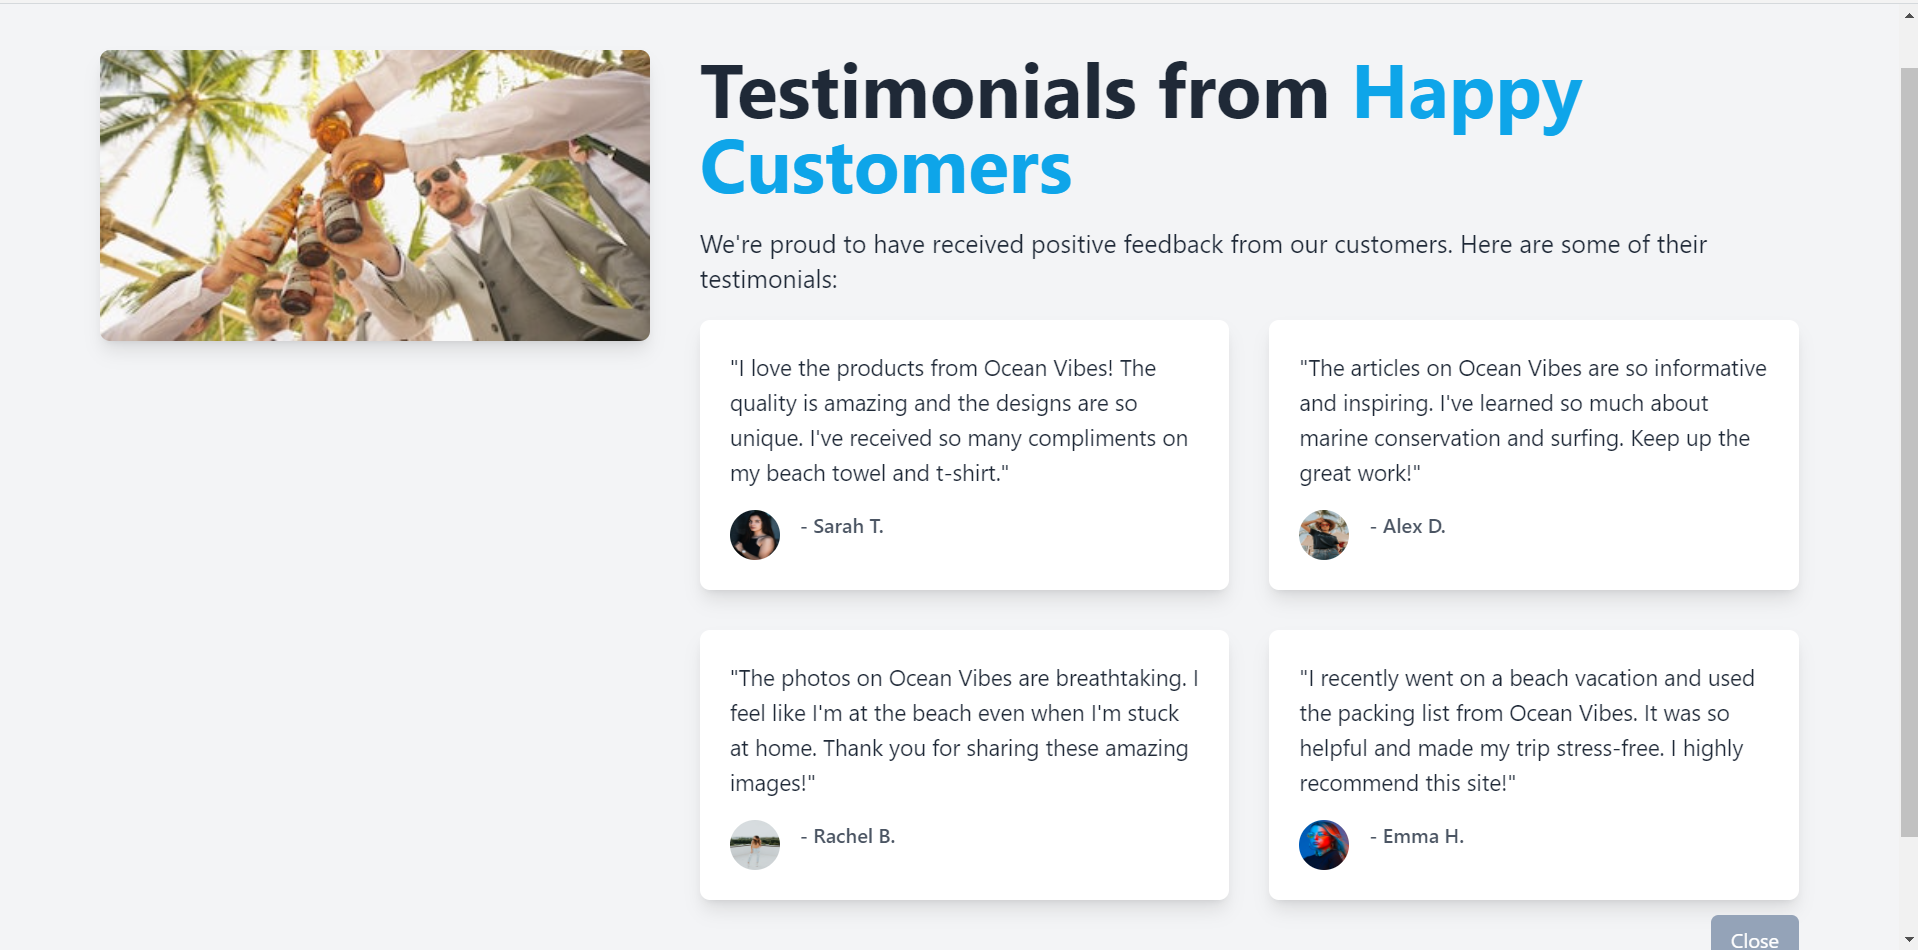 Testimonials from Happy
Customers
We're proud to have received positive feedback from our customers. Here are some of their
testimonials:
"I love the products from Ocean Vibes! The
quality is amazing and the designs are so
unique. I've received so many compliments on
my beach towel and t-shirt."
- Sarah T.
"The articles on Ocean Vibes are so informative
and inspiring. I've learned so much about
marine conservation and surfing. Keep up the
great work!"
- Alex D.
"The photos on Ocean Vibes are breathtaking. I
feel like I'm at the beach even when I'm stuck
at home. Thank you for sharing these amazing
images!"
- Rachel B.
"I recently went on a beach vacation and used
the packing list from Ocean Vibes. It was so
helpful and made my trip stress-free. I highly
recommend this site!"
- Emma H.
Close